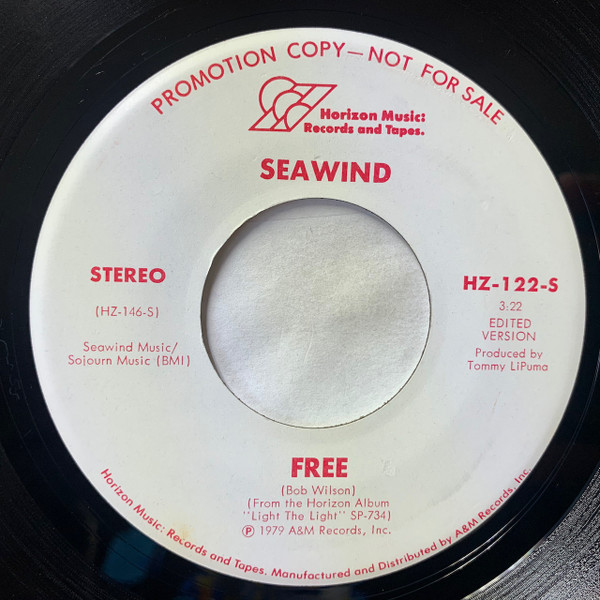 PROMOTION COPY—NOT FOR SALE
Horizon Music:
Records and Tapes.
SEAWIND
STEREO
(HZ-146-S)
Seawind Music/
Sojourn Music (BMI)
HZ-122-S
3:22
EDITED
VERSION
Produced by
Tommy LiPuma
FREE
(Bob Wilson)
(From the Horizon Album
"Light The Light" SP-734)
Ⓟ 1979 A&M Records, Inc.
Horizon Music: Records and Tapes. Manufactured and Distributed by A&M Records, Inc.